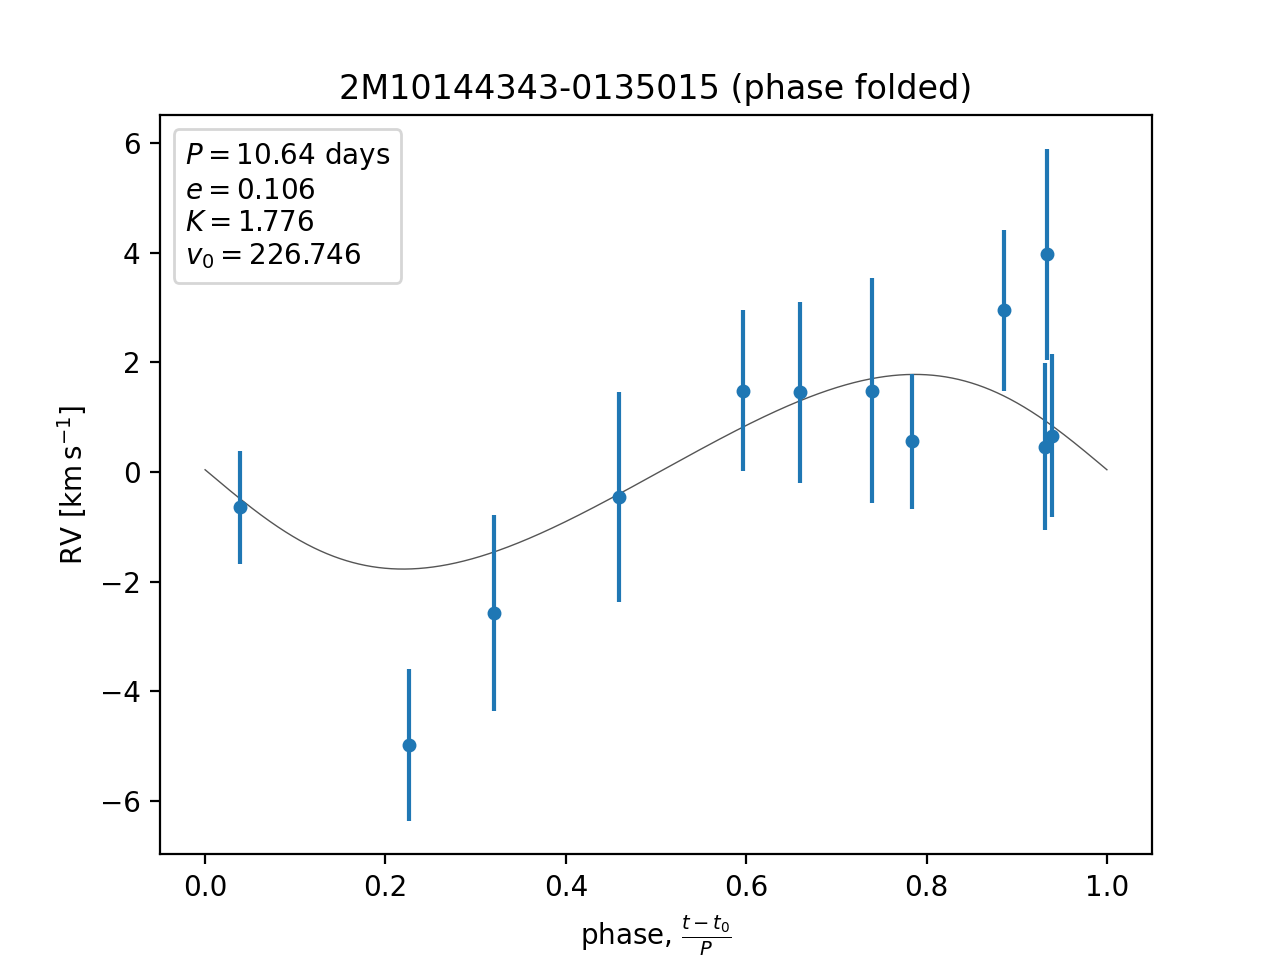 2M10144343-0135015 (phase folded)
P = 10.64 days
e = 0.106
K = 1.776
v₀ = 226.746
6
4
2
0
−2
−4
−6
RV [km s⁻¹]
0.0 0.2 0.4 0.6 0.8 1.0
phase, (t − t₀)/P